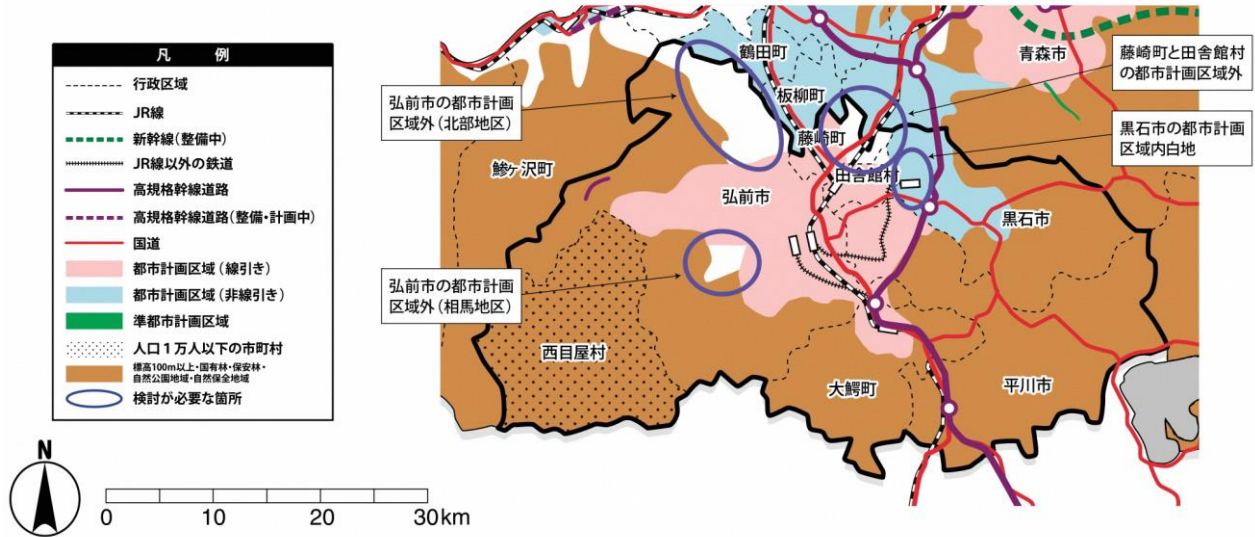 凡 例
行政区域
JR線
新幹線(整備中)
JR線以外の鉄道
高規格幹線道路
高規格幹線道路(整備・計画中)
国道
都市計画区域(線引き)
都市計画区域(非線引き)
準都市計画区域
人口1万人以下の市町村
標高100m以上・国有林・保安林・
自然公園地域・自然保全地域
検討が必要な箇所
N
0 10 20 30km
弘前市の都市計画
区域外(北部地区)
弘前市の都市計画
区域外(相馬地区)
藤崎町と田舎館村
の都市計画区域外
黒石市の都市計画
区域内白地
鶴田町
青森市
板柳町
藤崎町
鰺ヶ沢町
田舎館村
弘前市
黒石市
西目屋村
大鰐町
平川市